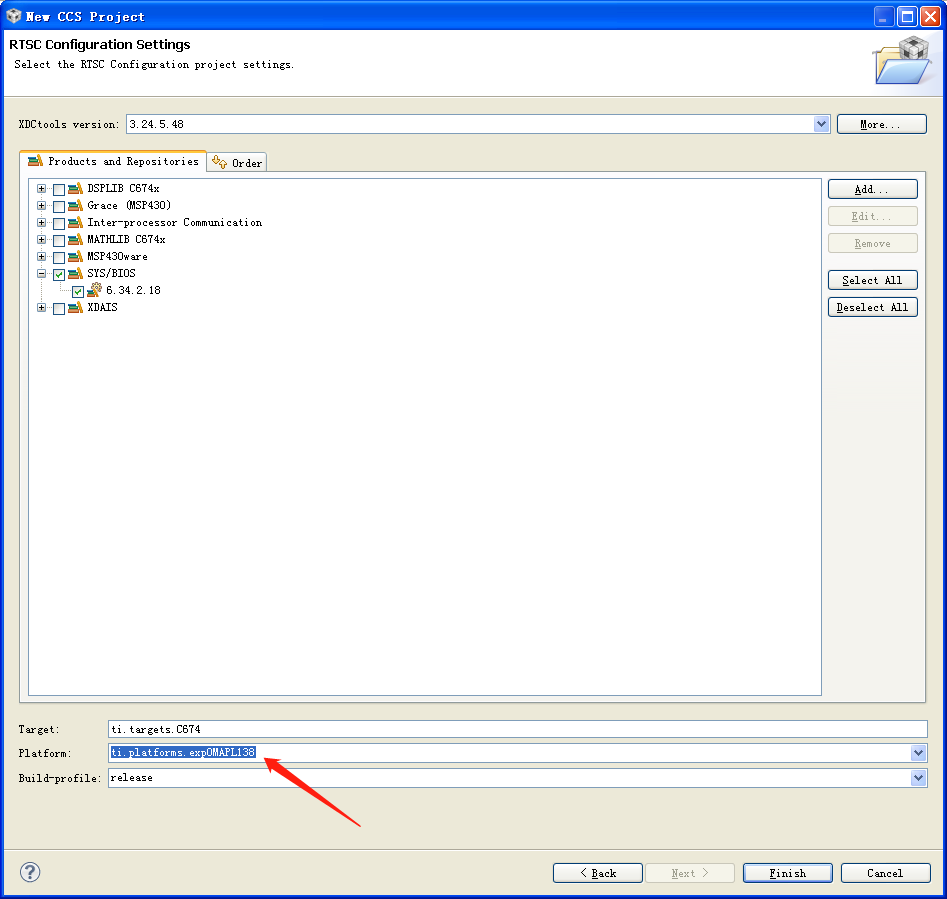 New CCS Project
RTSC Configuration Settings
Select the RTSC Configuration project settings.
XDCtools version: 3.24.5.48 More...
Products and Repositories Order
DSPLIB C674x
Grace (MSP430)
Inter-processor Communication
MATHLIB C674x
MSP430ware
SYS/BIOS
6.34.2.18
XDAIS
Add...
Edit...
Remove
Select All
Deselect All
Target: ti.targets.C674
Platform: ti.platforms.evpOMAPL138
Build-profile: release
? < Back Next > Finish Cancel